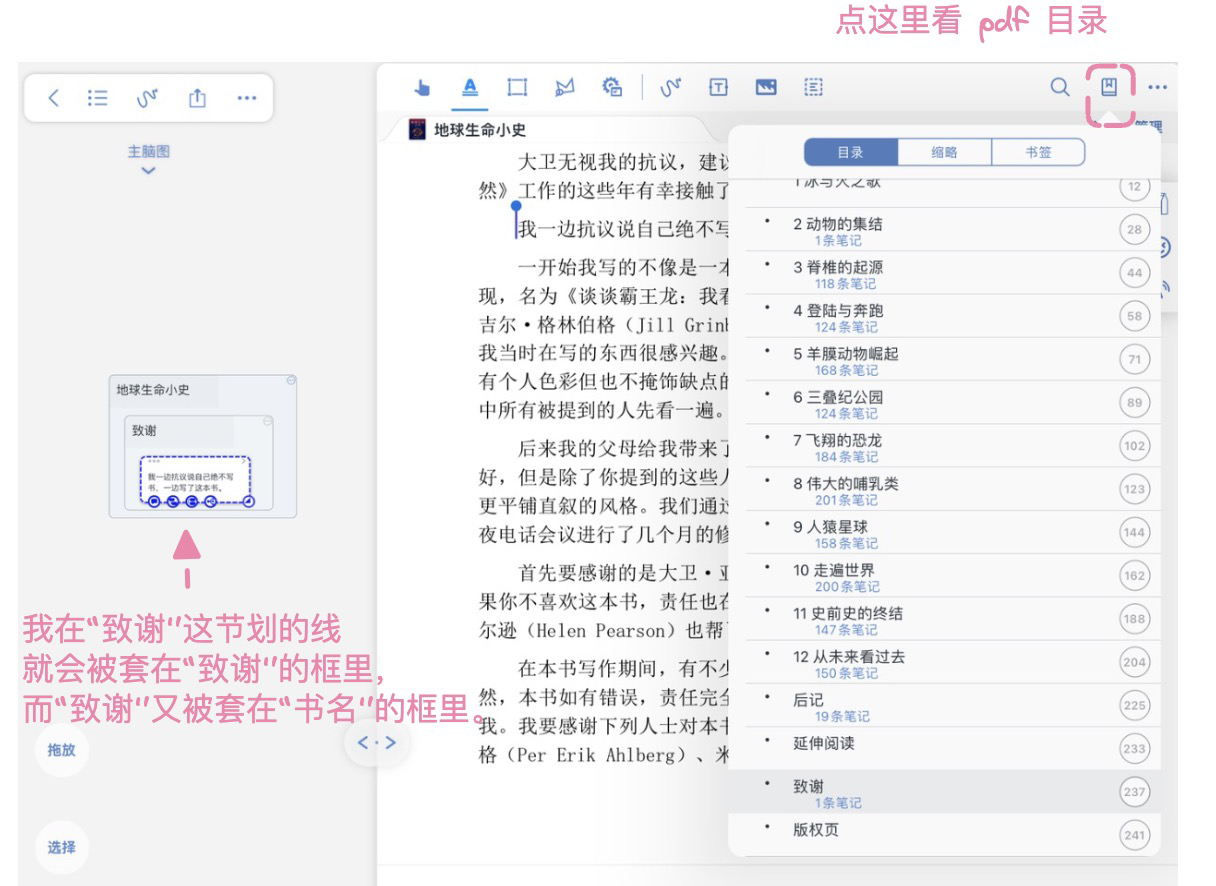 点这里看 pdf 目录
主脑图
地球生命小史
致谢
我一边抗议说自己绝不写
书，一边写了这本书。
我在“致谢”这节划的线
就会被套在“致谢”的框里，
而“致谢”又被套在“书名”的框里。
拖放
选择
地球生命小史
管理
大卫无视我的抗议，建议
然》工作的这些年有幸接触了
我一边抗议说自己绝不写
一开始我写的不像是一本
现，名为《谈谈霸王龙：我看
吉尔·格林伯格（Jill Grinb
我当时在写的东西很感兴趣。
有个人色彩但也不掩饰缺点的
中所有被提到的人先看一遍。
后来我的父母给我带来了
好，但是除了你提到的这些人
更平铺直叙的风格。我们通过
夜电话会议进行了几个月的修
首先要感谢的是大卫·亚
果你不喜欢这本书，责任也在
尔逊（Helen Pearson）也帮
在本书写作期间，有不少
然，本书如有错误，责任完全
我。我要感谢下列人士对本书
格（Per Erik Ahlberg）、米
目录 缩略 书签
1 冰与火之歌 12
2 动物的集结 28
1条笔记
3 脊椎的起源 44
118条笔记
4 登陆与奔跑 58
124条笔记
5 羊膜动物崛起 71
168条笔记
6 三叠纪公园 89
124条笔记
7 飞翔的恐龙 102
184条笔记
8 伟大的哺乳类 123
201条笔记
9 人猿星球 144
158条笔记
10 走遍世界 162
200条笔记
11 史前史的终结 188
147条笔记
12 从未来看过去 204
150条笔记
后记 225
19条笔记
延伸阅读 233
致谢 237
1条笔记
版权页 241